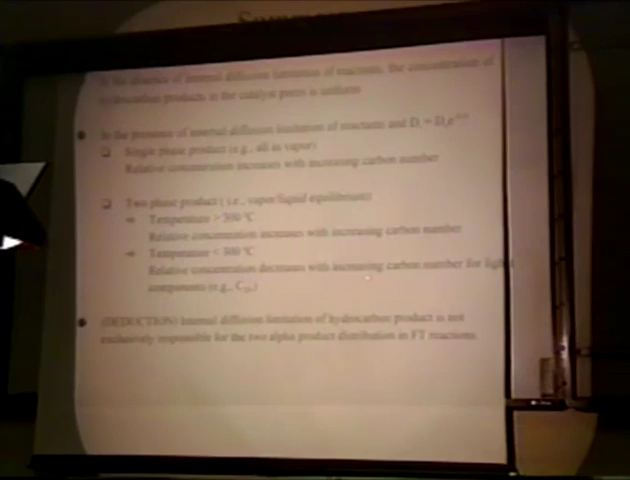 In the absence of internal diffusion limitation of reactants, the concentration of
hydrocarbon products in the catalyst pores is uniform
In the presence of internal diffusion limitation of reactants and
Single phase product (e.g., all in vapor)
Relative concentration increases with increasing carbon number
Two phase product ( i.e., vapor/liquid equilibrium)
Temperature > 300 °C
Relative concentration increases with increasing carbon number
Temperature < 300 °C
Relative concentration decreases with increasing carbon number for light
components (e.g.,
(DEDUCTION) Internal diffusion limitation of hydrocarbon product is not
exclusively responsible for the two alpha product distribution in FT reactions.